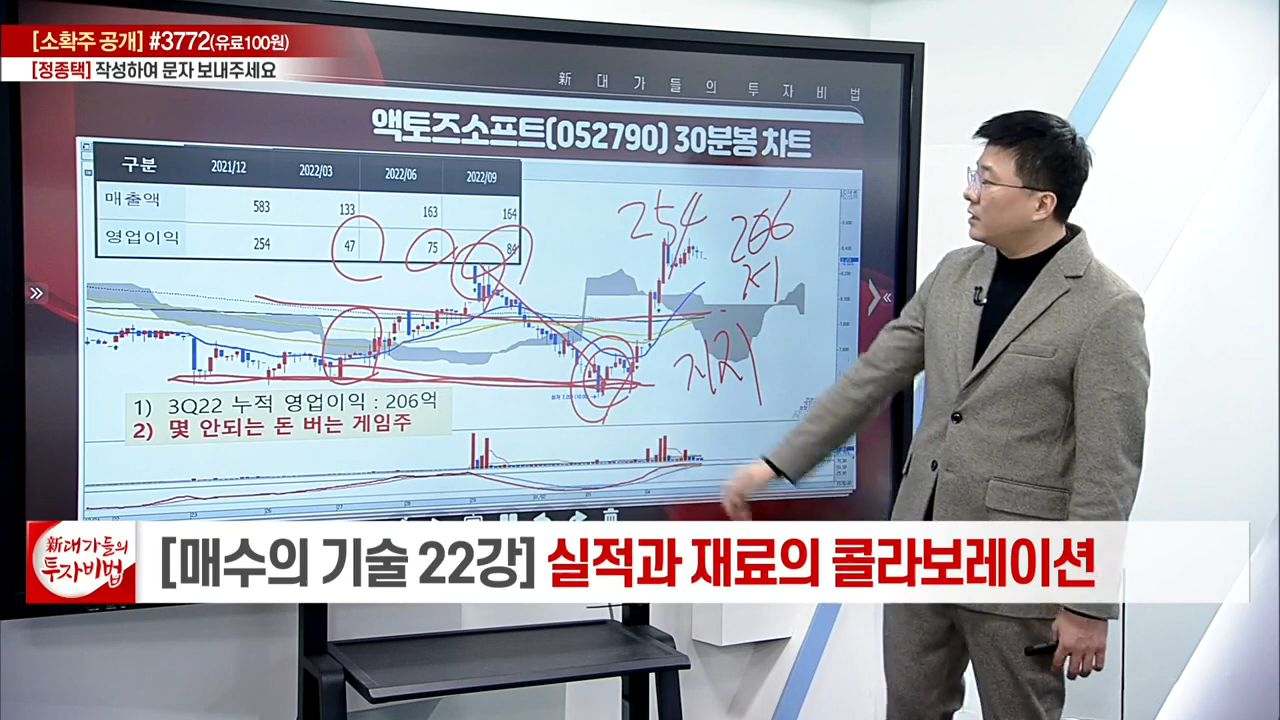 [소확주 공개] #3772(유료100원)
[정종택] 작성하여 문자 보내주세요
新 대가들의 투자비법
액토즈소프트(052790) 30분봉 차트
구분 2021/12 2022/03 2022/06 2022/09
매출액 583 133 163 164
영업이익 254 47 75 84
254 206
지지
1) 3Q22 누적 영업이익 : 206억
2) 몇 안되는 돈 버는 게임주
新대가들의
투자비법
[매수의 기술 22강] 실적과 재료의 콜라보레이션